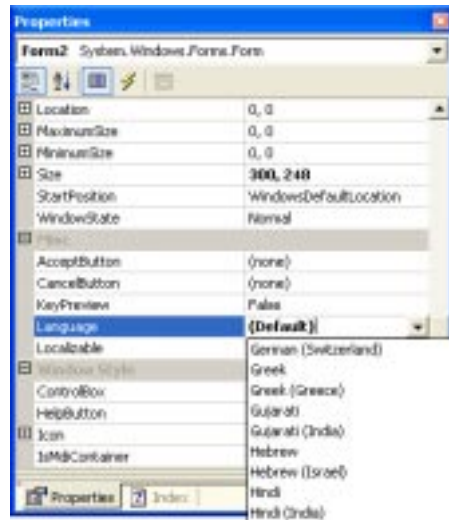 Properties
Form2 System.Windows.Forms.Form
Location 0, 0
MaximumSize 0, 0
MinimumSize 0, 0
Size 300, 248
StartPosition WindowsDefaultLocation
WindowState Normal
Misc
AcceptButton (none)
CancelButton (none)
KeyPreview False
Language (Default)
Localizable German (Switzerland)
Window Style Greek
ControlBox Greek (Greece)
HelpButton Gujarati
Icon Gujarati (India)
IsMdiContainer Hebrew
Hebrew (Israel)
Hindi
Properties Index
Hindi (India)